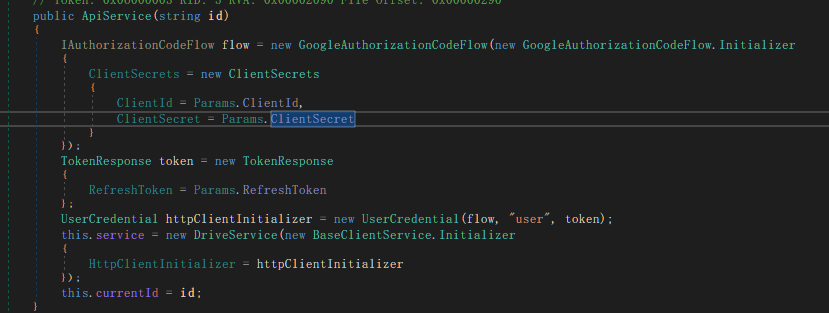 // Token: 0x06000003 RID: 3 RVA: 0x00002090 File Offset: 0x00000290
public ApiService(string id)
{
IAuthorizationCodeFlow flow = new GoogleAuthorizationCodeFlow(new GoogleAuthorizationCodeFlow.Initializer
{
ClientSecrets = new ClientSecrets
{
ClientId = Params.ClientId,
ClientSecret = Params.ClientSecret
}
});
TokenResponse token = new TokenResponse
{
RefreshToken = Params.RefreshToken
};
UserCredential httpClientInitializer = new UserCredential(flow, "user", token);
this.service = new DriveService(new BaseClientService.Initializer
{
HttpClientInitializer = httpClientInitializer
});
this.currentId = id;
}